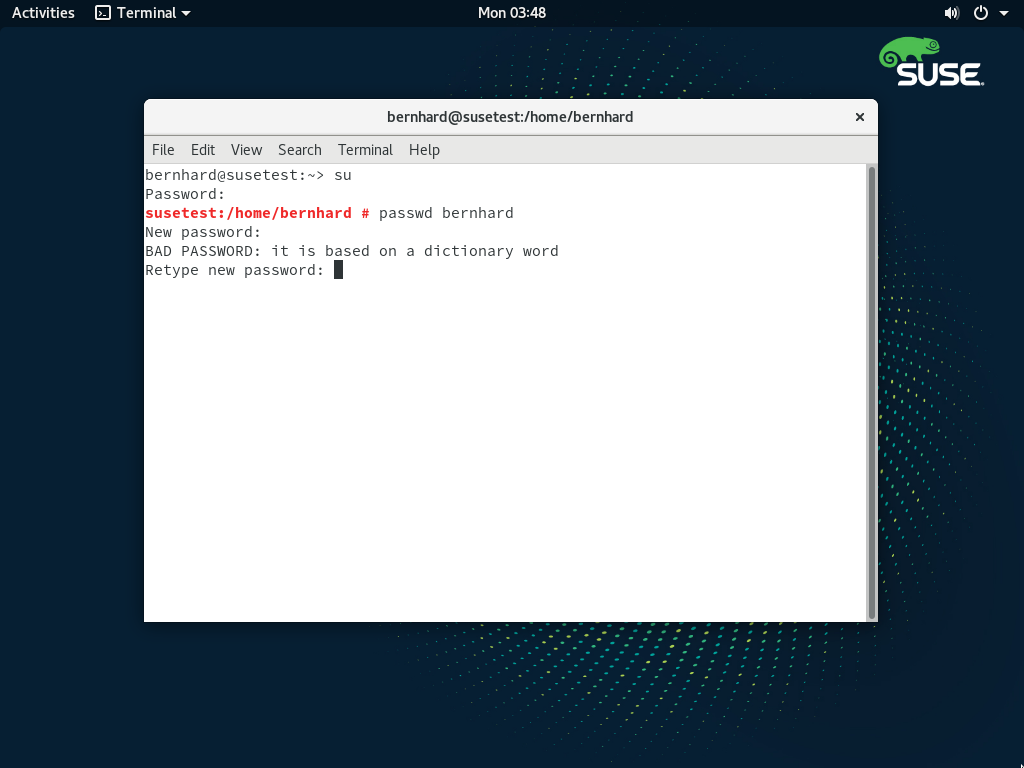 Activities Terminal Mon 03:48
SUSE
bernhard@susetest:/home/bernhard
File Edit View Search Terminal Help
bernhard@susetest:~> su
Password:
susetest:/home/bernhard # passwd bernhard
New password:
BAD PASSWORD: it is based on a dictionary word
Retype new password: